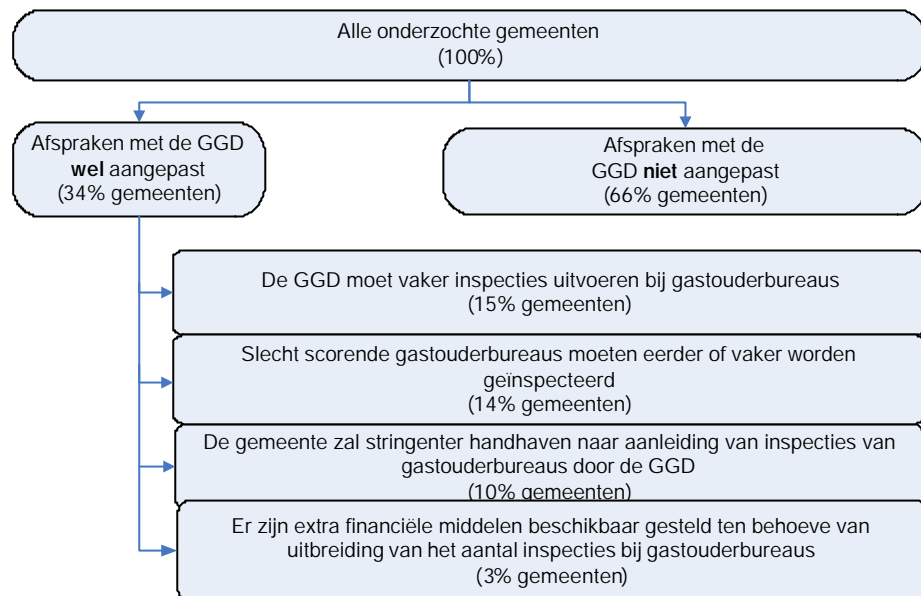 Alle onderzochte gemeenten
(100%)
Afspraken met de GGD
wel aangepast
(34% gemeenten)
Afspraken met de
GGD niet aangepast
(66% gemeenten)
De GGD moet vaker inspecties uitvoeren bij gastouderbureaus
(15% gemeenten)
Slecht scorende gastouderbureaus moeten eerder of vaker worden
geïnspecteerd
(14% gemeenten)
De gemeente zal stringenter handhaven naar aanleiding van inspecties van
gastouderbureaus door de GGD
(10% gemeenten)
Er zijn extra financiële middelen beschikbaar gesteld ten behoeve van
uitbreiding van het aantal inspecties bij gastouderbureaus
(3% gemeenten)